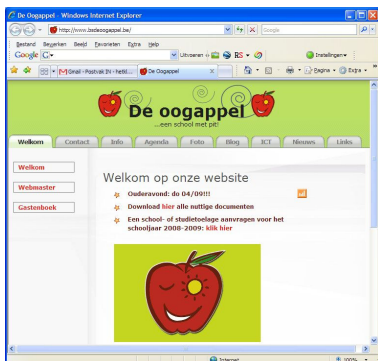 De Oogappel - Windows Internet Explorer
http://www.bsdeoogappel.be/
Google
Bestand Bewerken Beeld Favorieten Extra Help
Google G Uitvoeren RS Instellingen
Gmail - Postvak IN - De Oogappel Pagina Extra
De oogappel
...een school met pit!
Welkom Contact Info Agenda Foto Blog ICT Nieuws Links
Welkom
Webmaster
Gastenboek
Welkom op onze website
Ouderavond: do 04/09!!!
Download hier alle nuttige documenten
Een school- of studietoelage aanvragen voor het
schooljaar 2008-2009: klik hier
Internet 100%